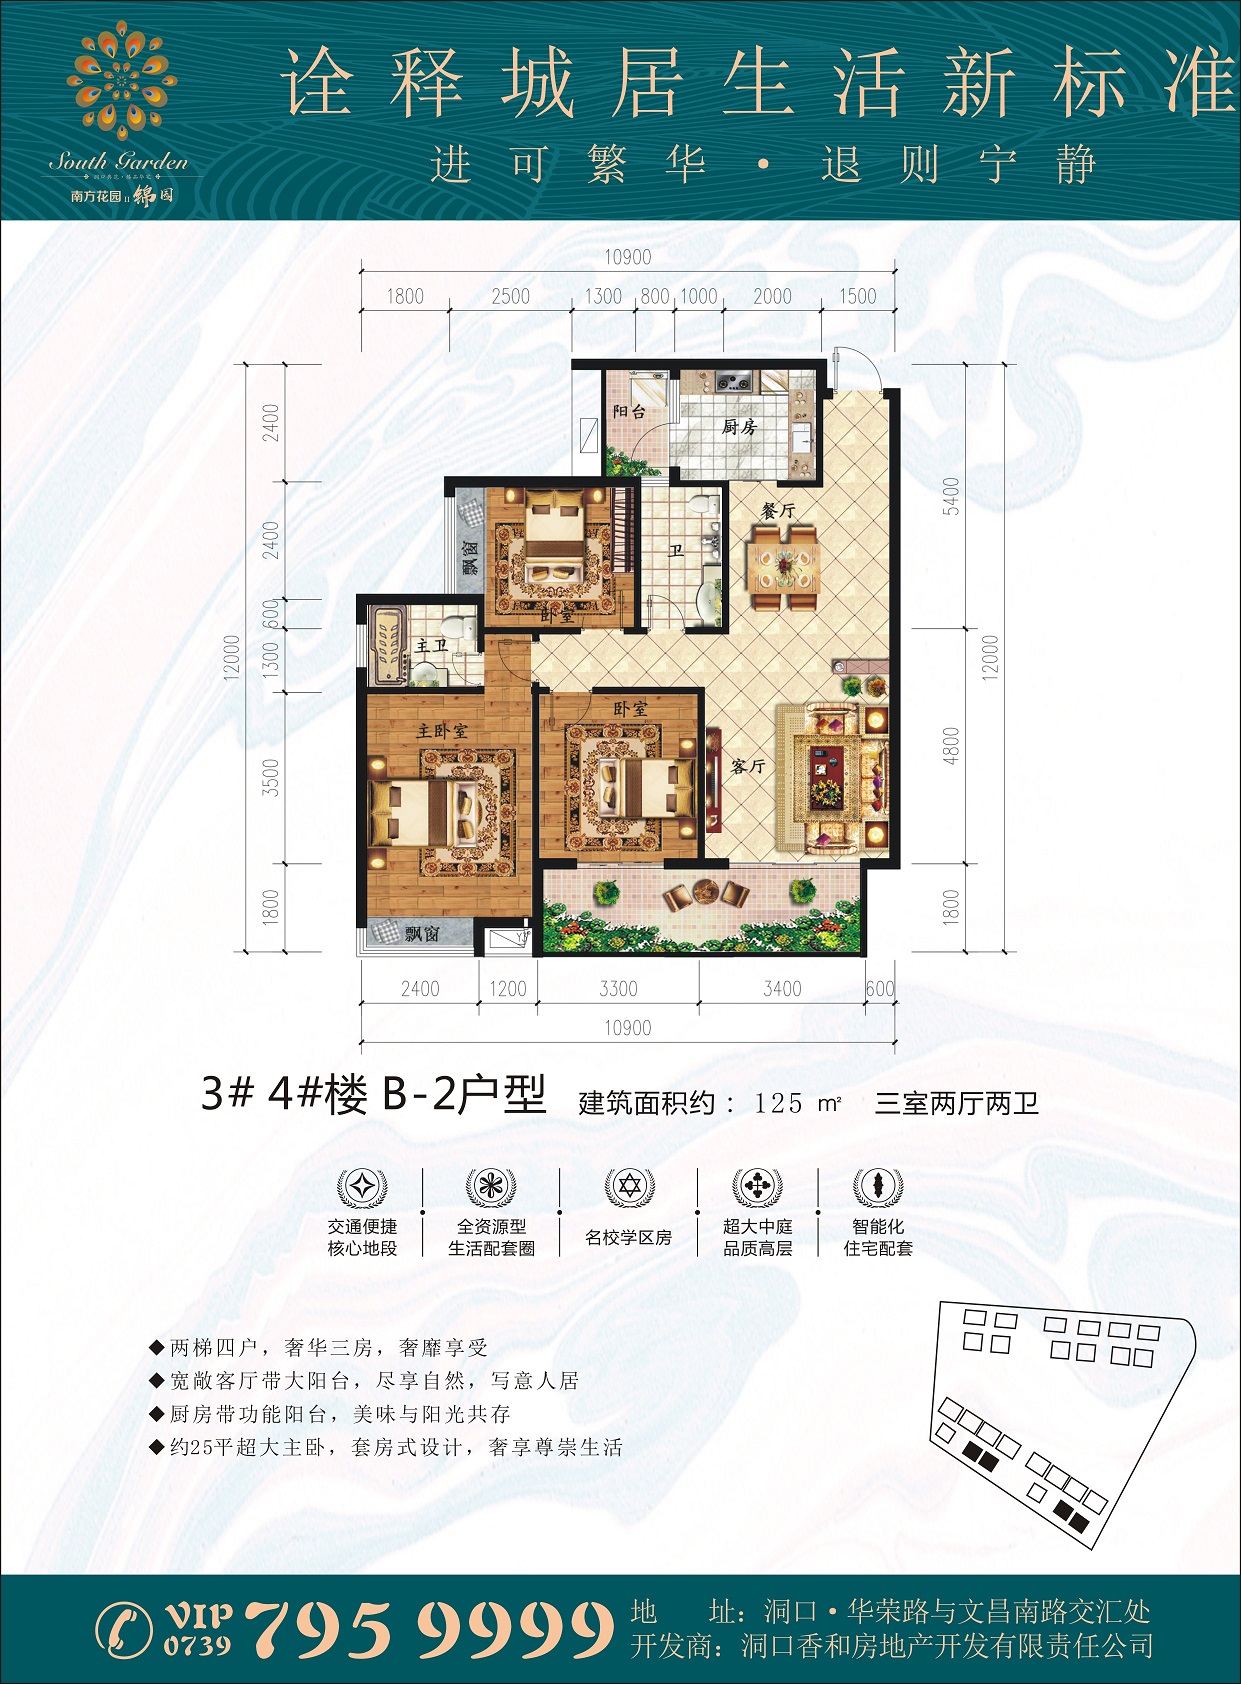 诠释城居生活新标准
进可繁华·退则宁静
South Garden
南方花园II锦园
10900
1800 2500 1300 800 1000 2000 1500
2400
2400
600
1300
3500
1800
12000
5400
4800
1800
12000
阳台
厨房
餐厅
卫
飘窗
卧室
主卫
主卧室
卧室
客厅
飘窗
2400 1200 3300 3400 600
10900
3# 4#楼 B-2户型 建筑面积约：125 ㎡ 三室两厅两卫
交通便捷
核心地段
全资源型
生活配套圈
名校学区房
超大中庭
品质高层
智能化
住宅配套
◆两梯四户，奢华三房，奢靡享受
◆宽敞客厅带大阳台，尽享自然，写意人居
◆厨房带功能阳台，美味与阳光共存
◆约25平超大主卧，套房式设计，奢享尊崇生活
VIP 0739 795 9999
地　　址：洞口·华荣路与文昌南路交汇处
开发商：洞口香和房地产开发有限责任公司